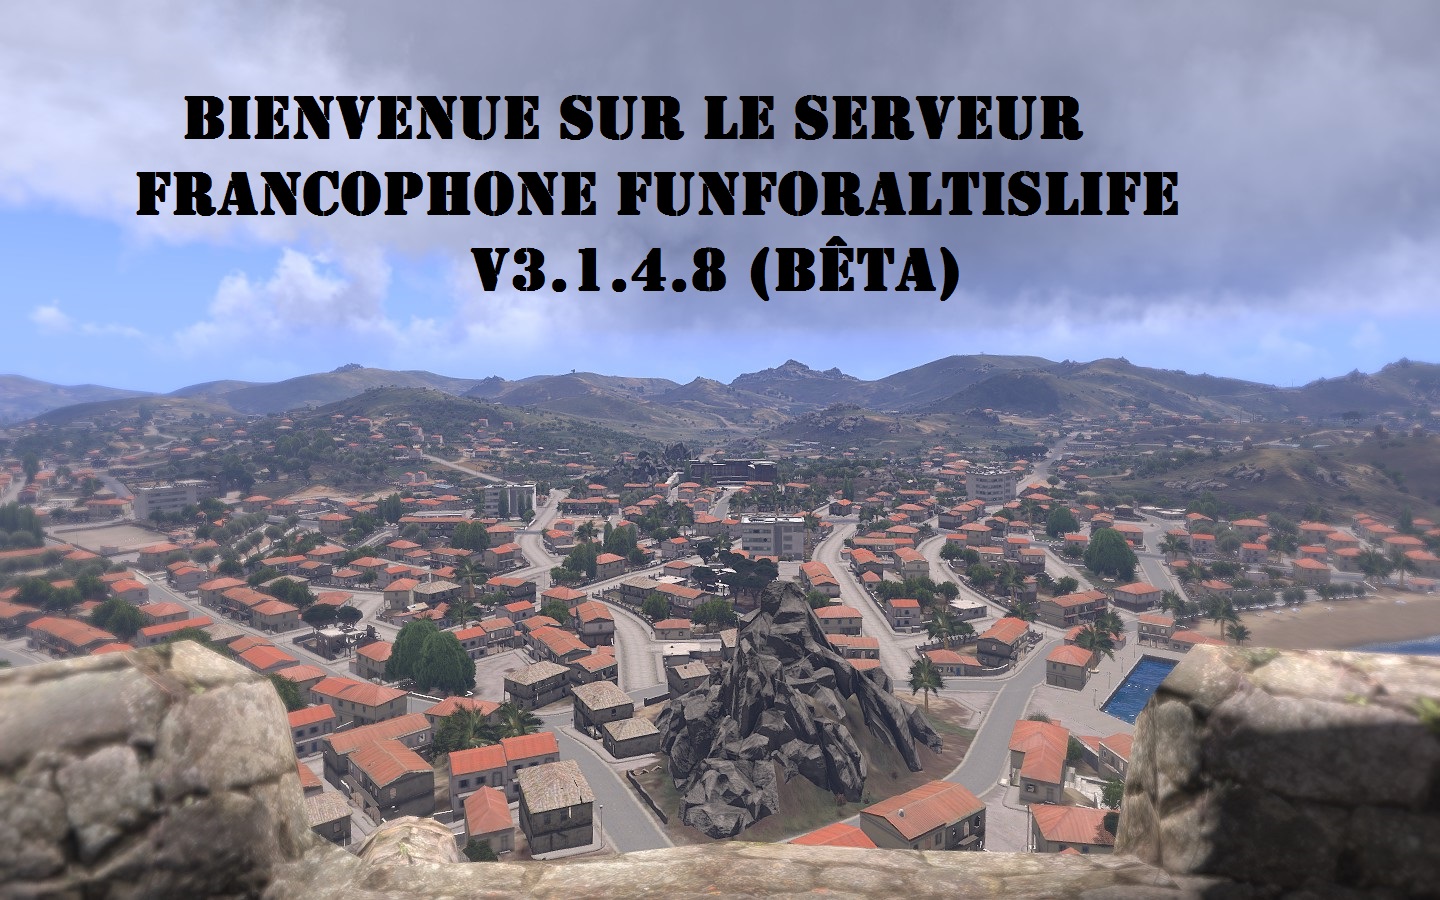 BIENVENUE SUR LE SERVEUR
FRANCOPHONE FUNFORALTISLIFE
V3.1.4.8 (BÊTA)